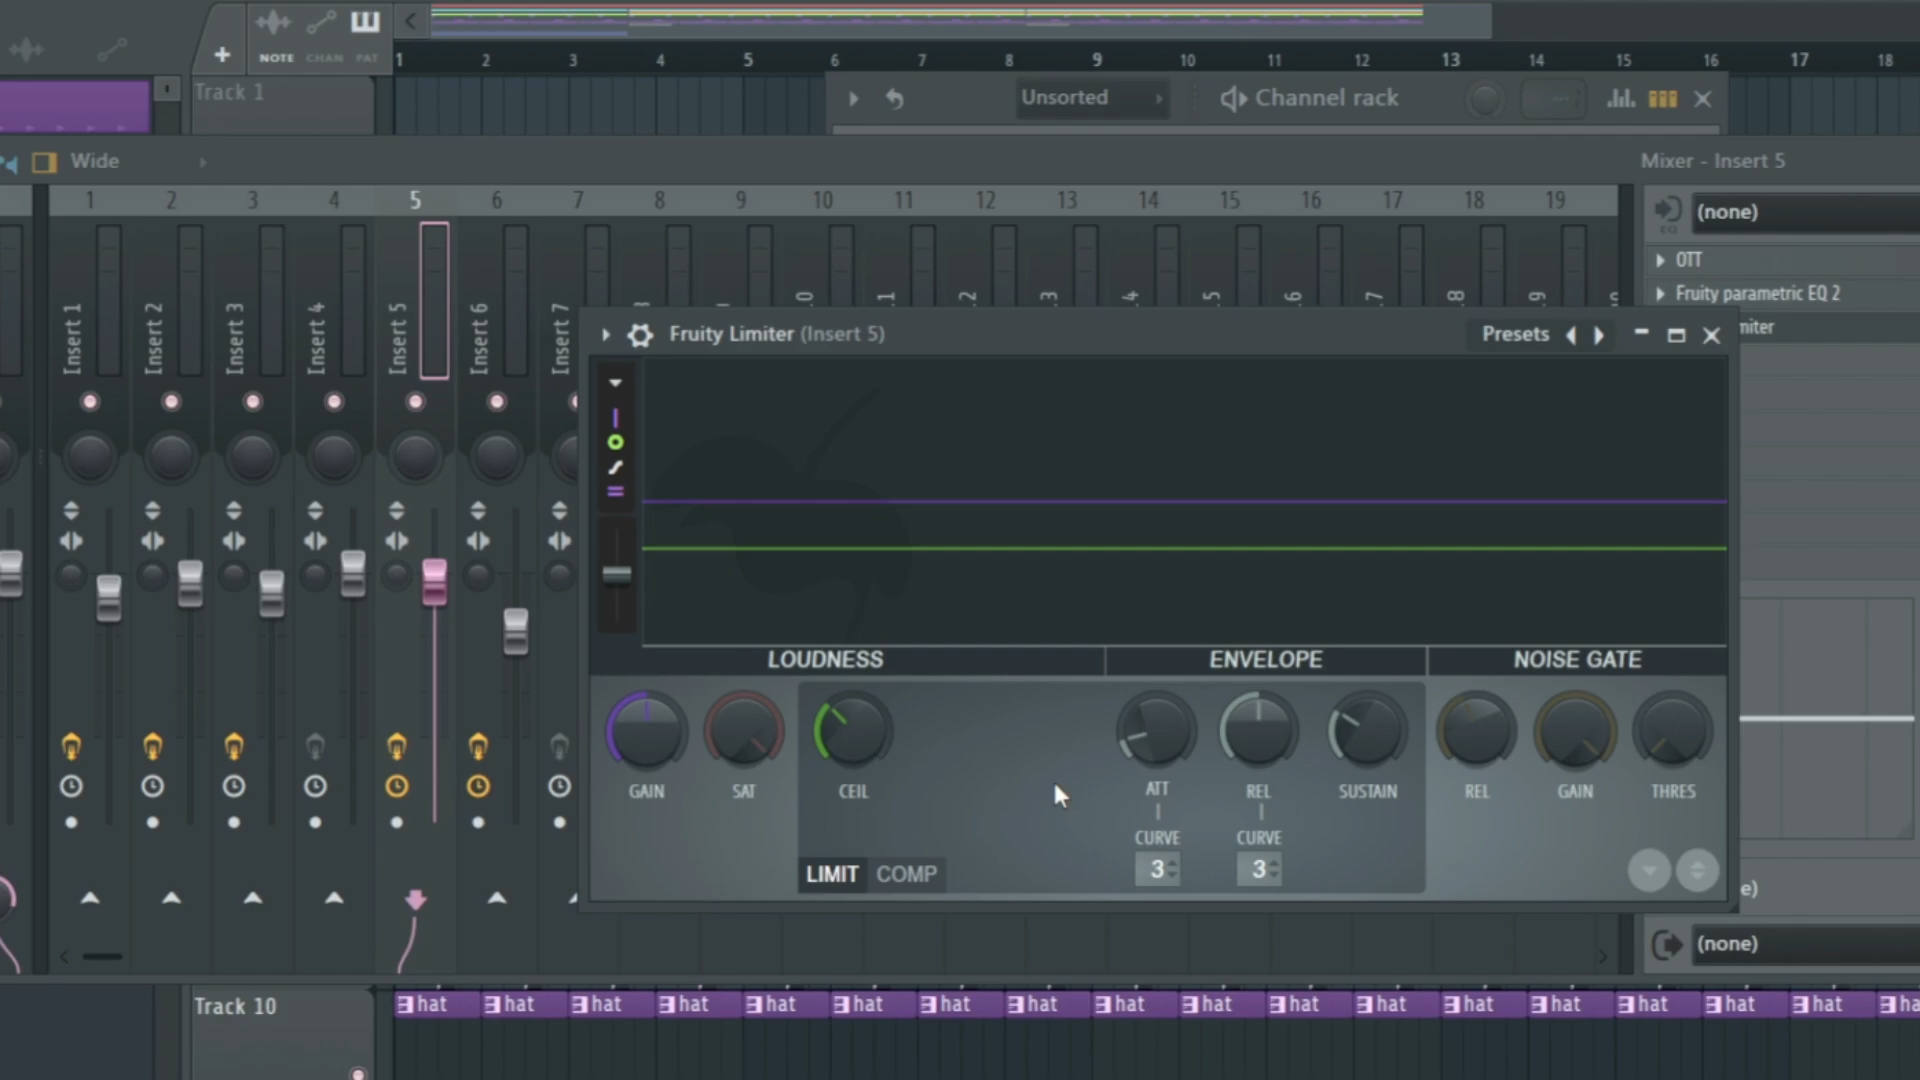 NOTE CHAN PAT
1 2 3 4 5 6 7 8 9 10 11 12 13 14 15 16 17 18
Track 1
Unsorted
Channel rack
Wide
Mixer - Insert 5
1 2 3 4 5 6 7 8 9 10 11 12 13 14 15 16 17 18 19
(none)
EQ
OTT
Fruity parametric EQ 2
miter
Insert 1
Insert 2
Insert 3
Insert 4
Insert 5
Insert 6
Insert 7
Fruity Limiter (Insert 5)
Presets
LOUDNESS
ENVELOPE
NOISE GATE
GAIN SAT CEIL ATT REL SUSTAIN REL GAIN THRES
CURVE CURVE
3 3
LIMIT COMP
e)
(none)
Track 10
hat hat hat hat hat hat hat hat hat hat hat hat hat hat hat hat hat ha